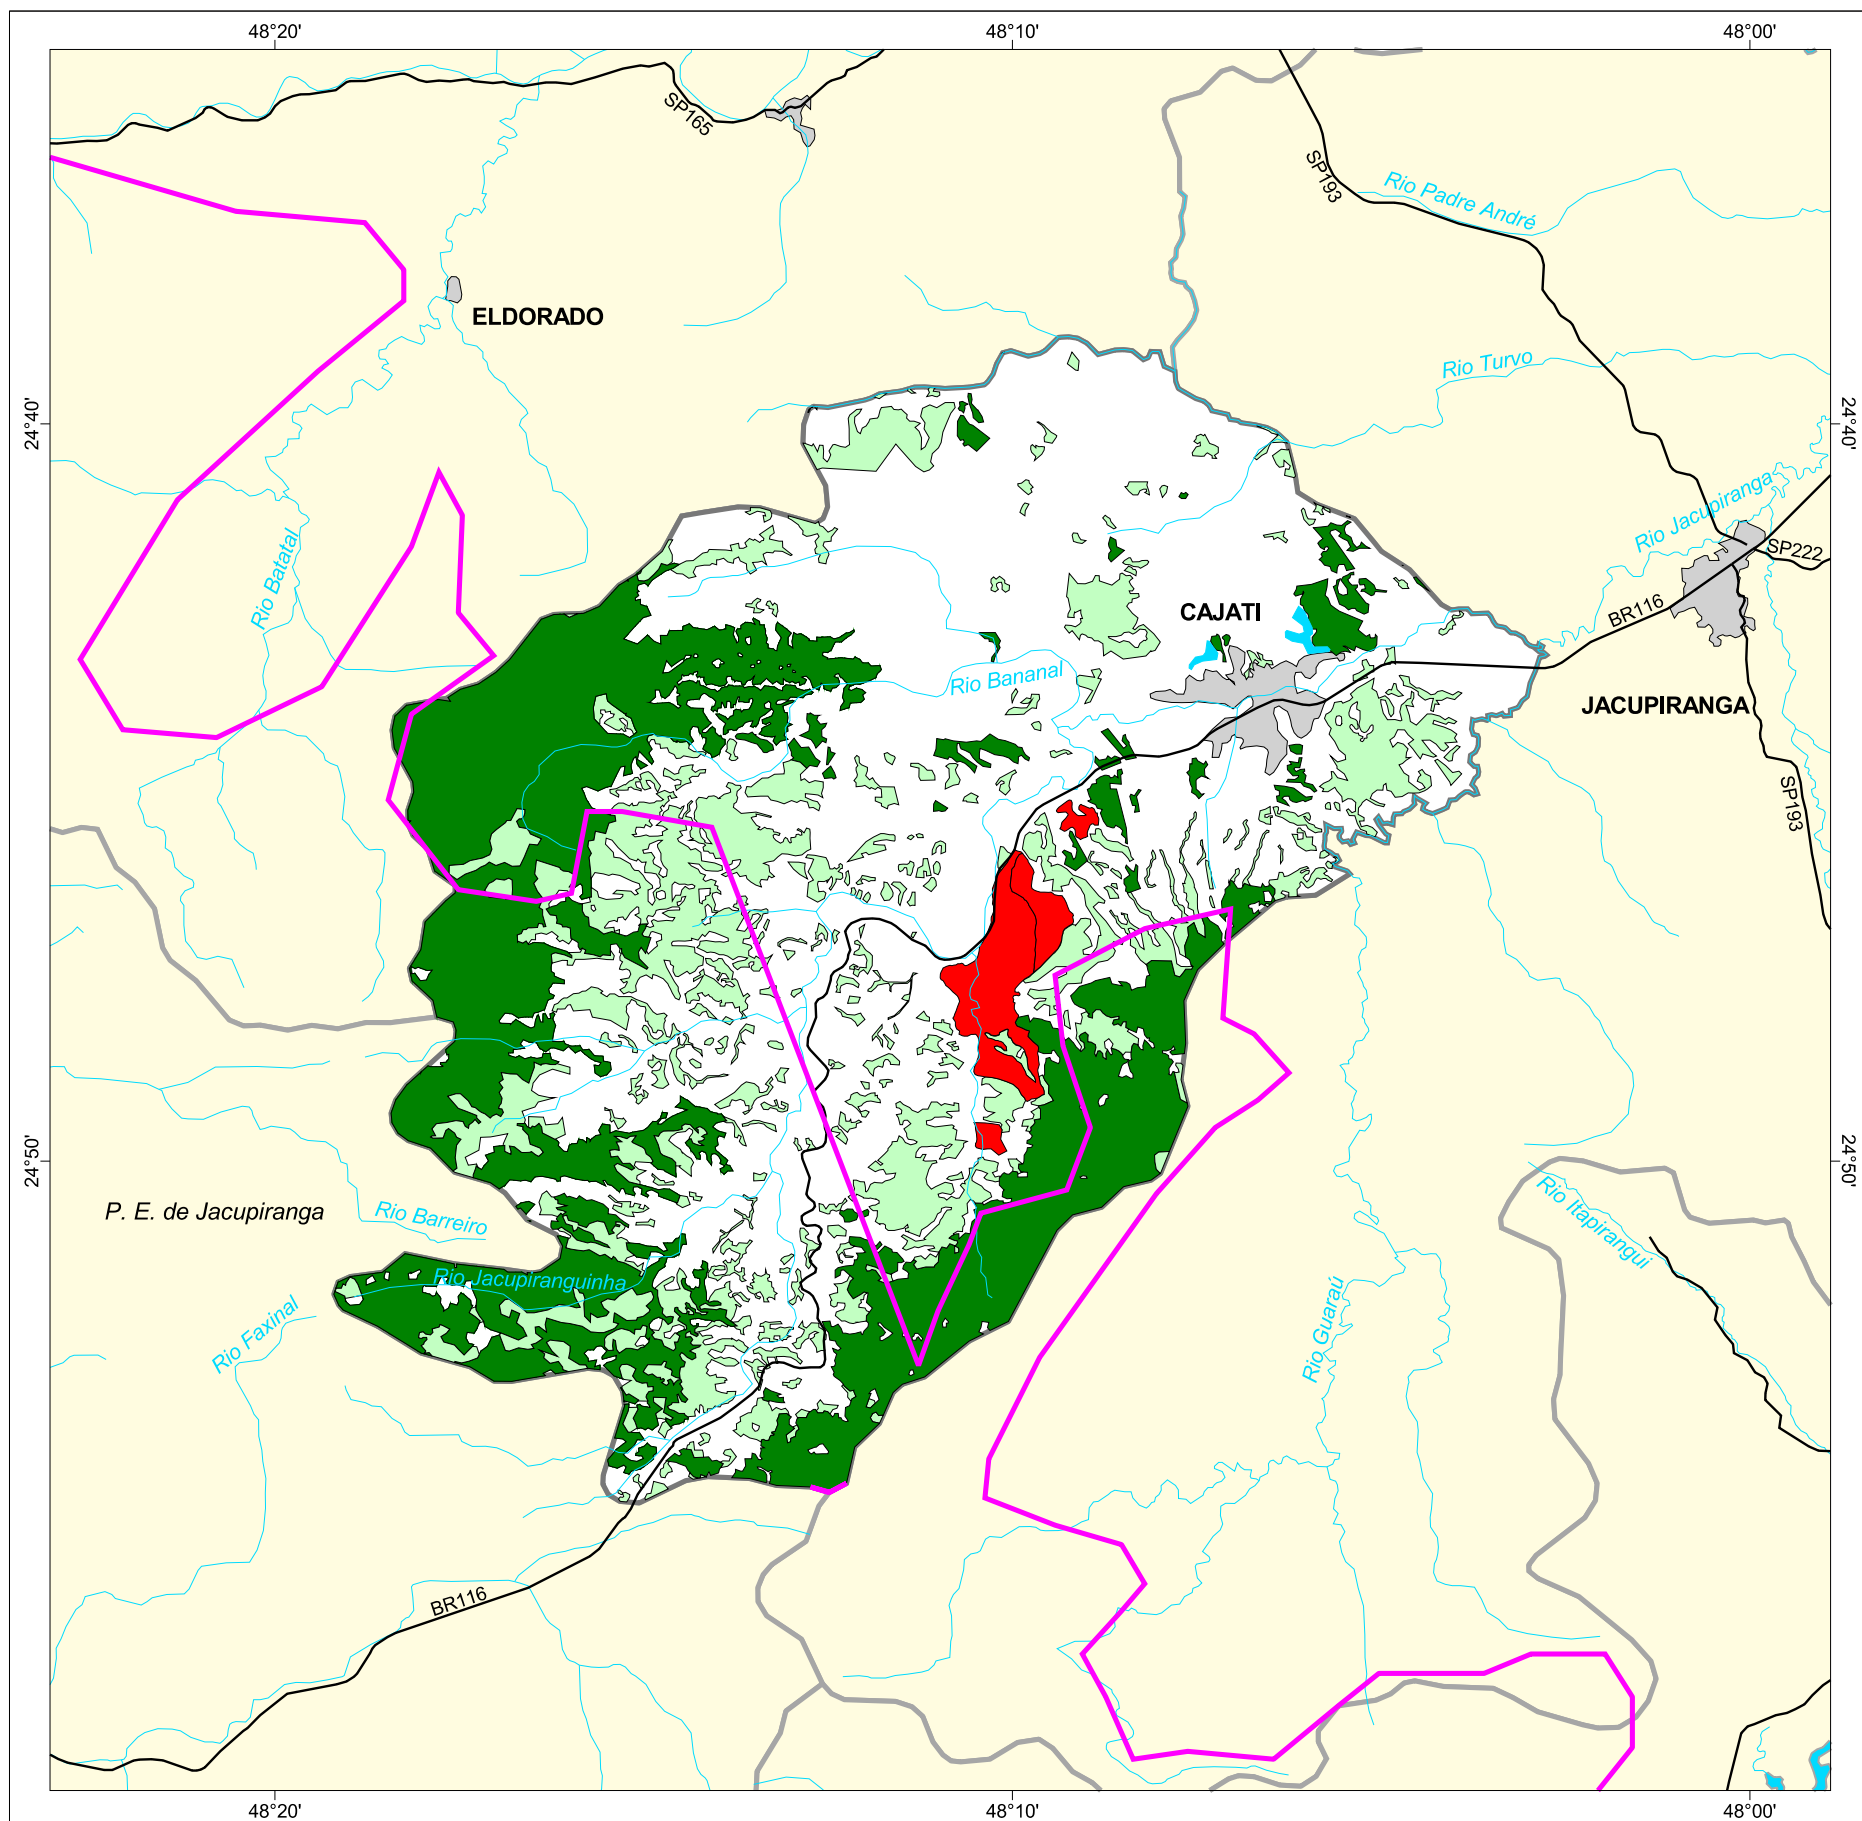 48°20' 48°10' 48°00'
SP165
SP193
Rio Padre André
ELDORADO
Rio Turvo
24°40' 24°40'
Rio Jacupiranga
SP222
Rio Batatal
CAJATI
BR116
Rio Bananal
JACUPIRANGA
SP193
24°50' 24°50'
P. E. de Jacupiranga
Rio Barreiro
Rio Itapirangui
Rio Jacupiranguinha
Rio Faxinal
Rio Guaraú
BR116
48°20' 48°10' 48°00'